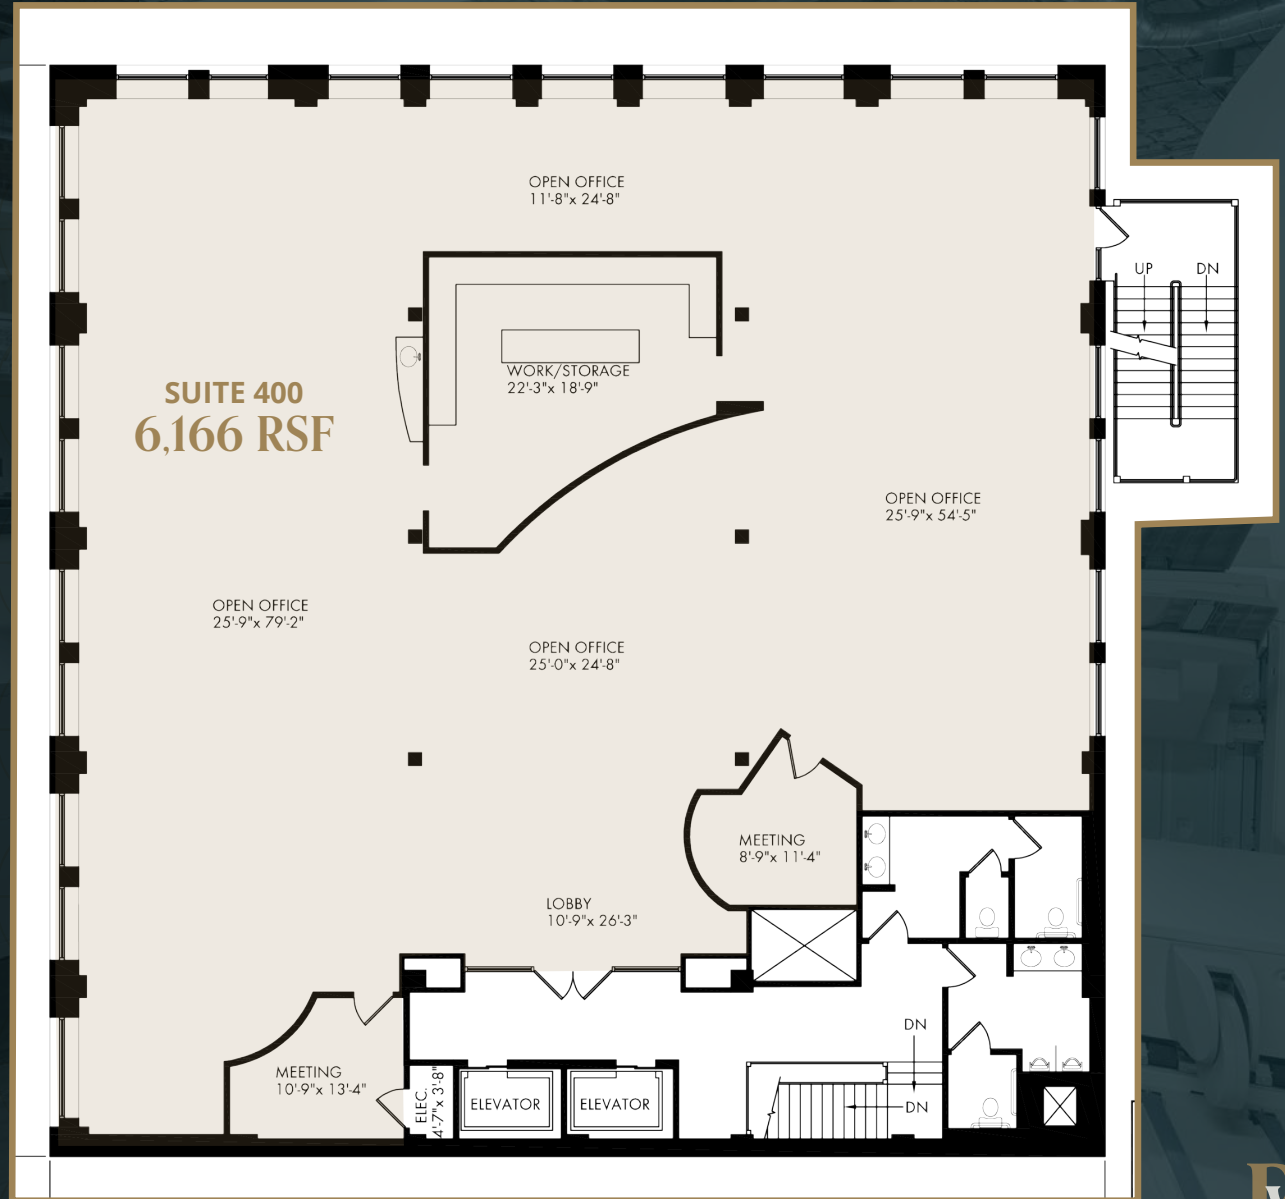 OPEN OFFICE
11'-8"x 24'-8"
UP
DN
WORK/STORAGE
22'-3"x 18'-9"
SUITE 400
6,166 RSF
OPEN OFFICE
25'-9"x 54'-5"
OPEN OFFICE
25'-9"x 79'-2"
OPEN OFFICE
25'-0"x 24'-8"
MEETING
8'-9"x 11'-4"
LOBBY
10'-9"x 26'-3"
DN
MEETING
10'-9"x 13'-4"
ELEC.
4'-7"x 3'-8"
ELEVATOR
ELEVATOR
DN